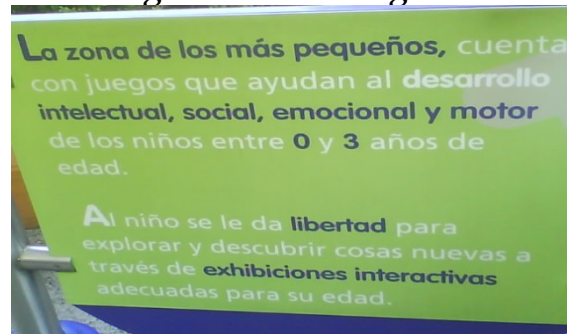 La zona de los más pequeños, cuenta
con juegos que ayudan al desarrollo
intelectual, social, emocional y motor
de los niños entre 0 y 3 años de
edad.
Al niño se le da libertad para
explorar y descubrir cosas nuevas a
través de exhibiciones interactivas
adecuadas para su edad.